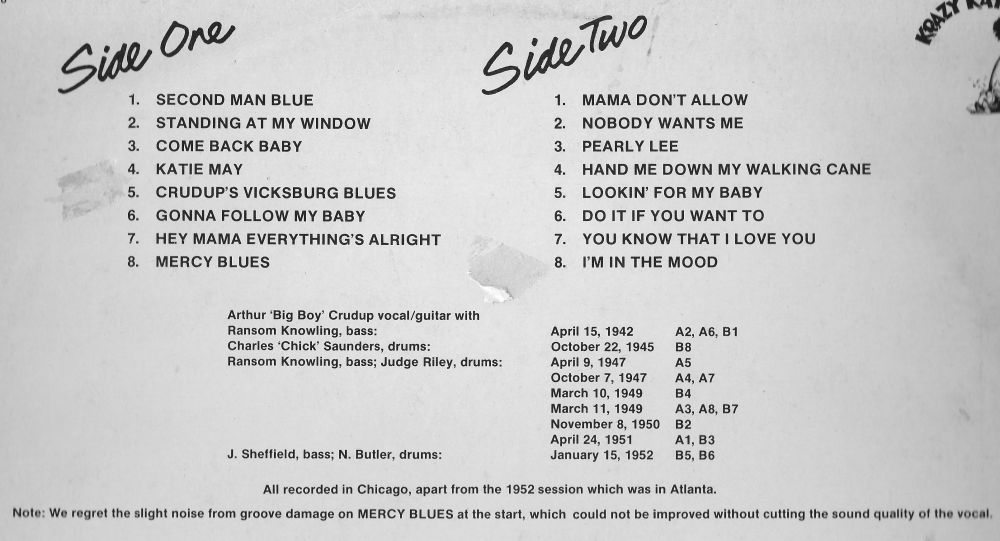 Side One
1. SECOND MAN BLUE
2. STANDING AT MY WINDOW
3. COME BACK BABY
4. KATIE MAY
5. CRUDUP'S VICKSBURG BLUES
6. GONNA FOLLOW MY BABY
7. HEY MAMA EVERYTHING'S ALRIGHT
8. MERCY BLUES
Side Two
1. MAMA DON'T ALLOW
2. NOBODY WANTS ME
3. PEARLY LEE
4. HAND ME DOWN MY WALKING CANE
5. LOOKIN' FOR MY BABY
6. DO IT IF YOU WANT TO
7. YOU KNOW THAT I LOVE YOU
8. I'M IN THE MOOD
KRAZY
Arthur 'Big Boy' Crudup vocal/guitar with
Ransom Knowling, bass: April 15, 1942 A2, A6, B1
Charles 'Chick' Saunders, drums: October 22, 1945 B8
Ransom Knowling, bass; Judge Riley, drums: April 9, 1947 A5
October 7, 1947 A4, A7
March 10, 1949 B4
March 11, 1949 A3, A8, B7
November 8, 1950 B2
April 24, 1951 A1, B3
J. Sheffield, bass; N. Butler, drums: January 15, 1952 B5, B6
All recorded in Chicago, apart from the 1952 session which was in Atlanta.
Note: We regret the slight noise from groove damage on MERCY BLUES at the start, which could not be improved without cutting the sound quality of the vocal.